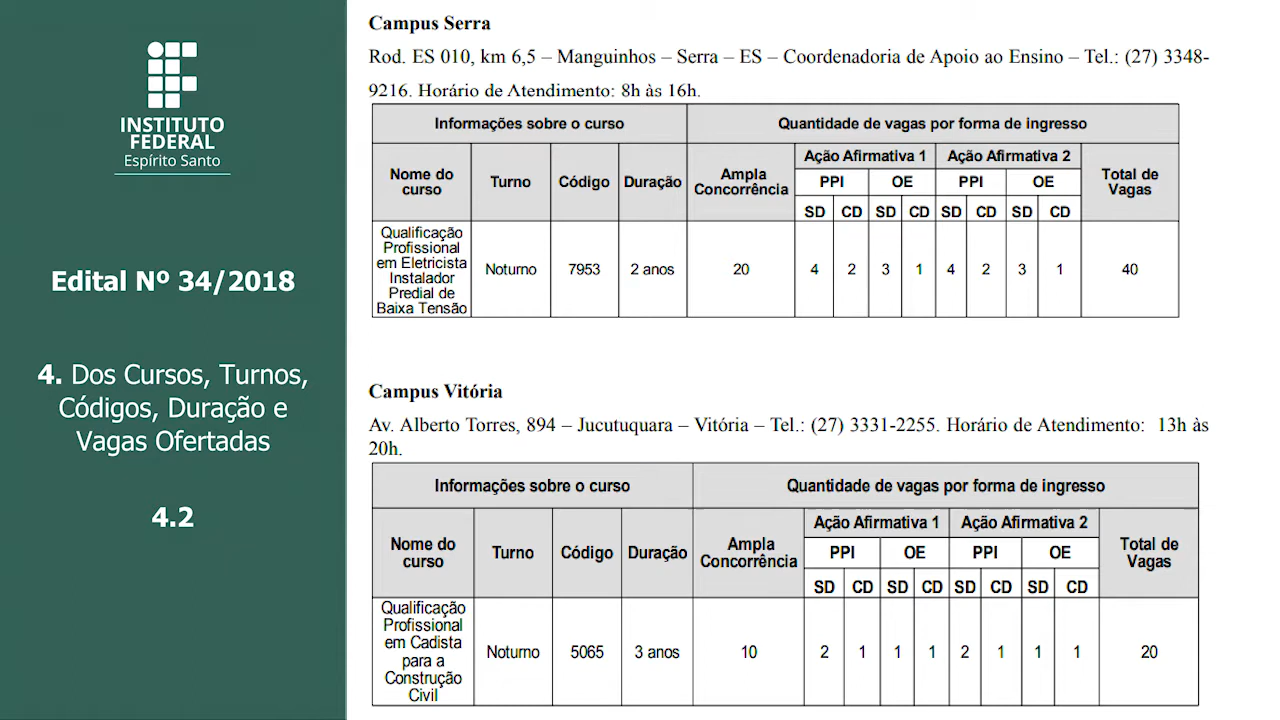 INSTITUTO
FEDERAL
Espírito Santo
Edital Nº 34/2018
4. Dos Cursos, Turnos,
Códigos, Duração e
Vagas Ofertadas
4.2
Campus Serra
Rod. ES 010, km 6,5 – Manguinhos – Serra – ES – Coordenadoria de Apoio ao Ensino – Tel.: (27) 3348-
9216. Horário de Atendimento: 8h às 16h.
Informações sobre o curso Quantidade de vagas por forma de ingresso
Nome do curso Turno Código Duração Ampla Concorrência Ação Afirmativa 1 Ação Afirmativa 2 Total de Vagas
PPI OE PPI OE
SD CD SD CD SD CD SD CD
Qualificação
Profissional
em Eletricista
Instalador
Predial de
Baixa Tensão
Noturno 7953 2 anos 20 4 2 3 1 4 2 3 1 40
Campus Vitória
Av. Alberto Torres, 894 – Jucutuquara – Vitória – Tel.: (27) 3331-2255. Horário de Atendimento: 13h às
20h.
Informações sobre o curso Quantidade de vagas por forma de ingresso
Nome do curso Turno Código Duração Ampla Concorrência Ação Afirmativa 1 Ação Afirmativa 2 Total de Vagas
PPI OE PPI OE
SD CD SD CD SD CD SD CD
Qualificação
Profissional
em Cadista
para a
Construção
Civil
Noturno 5065 3 anos 10 2 1 1 1 2 1 1 1 20